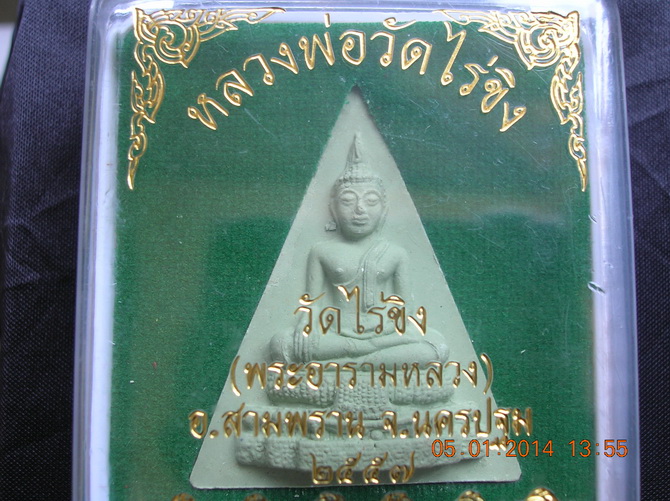 หลวงพ่อวัดไร่ขิง
วัดไร่ขิง
(พระอารามหลวง)
อ.สามพราน จ.นครปฐม
05.01.2014 13:55
๒๕๕๗